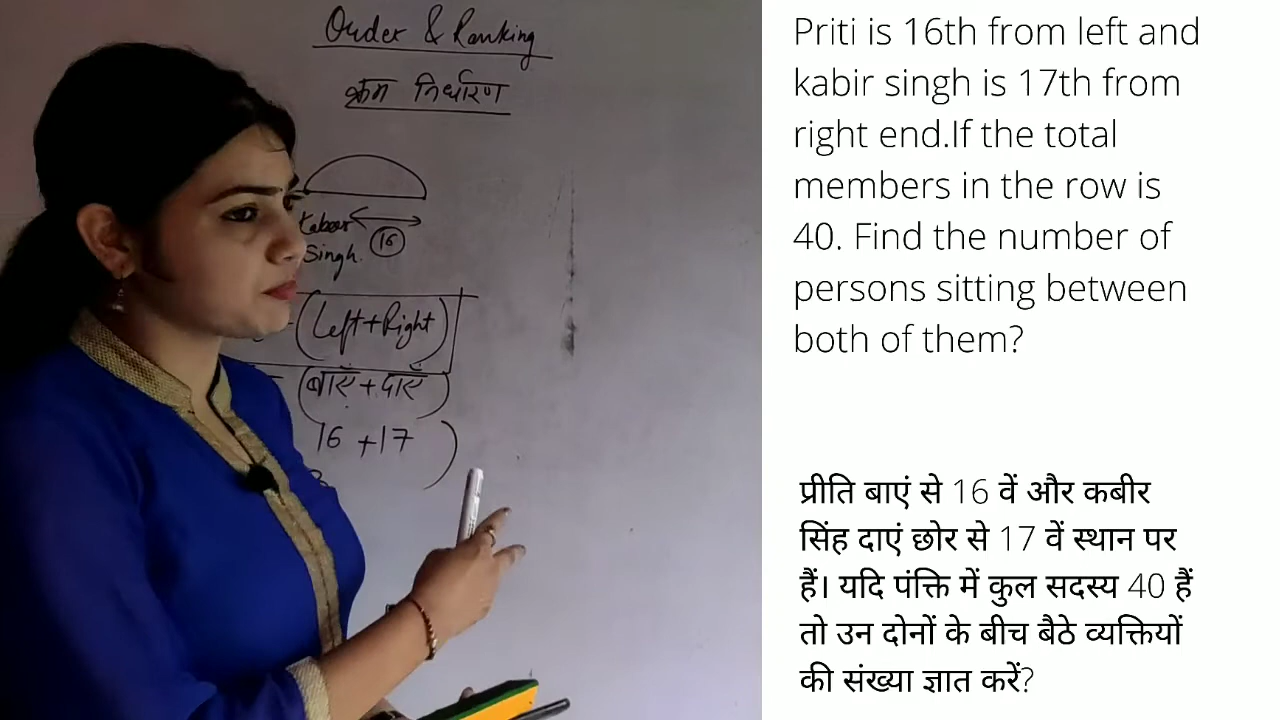 Order & Ranking
क्रम निर्धारण
Kabeer
Singh.
16
(Left+Right)
(बाएं + दाएं)
16 + 17 )
Priti is 16th from left and
kabir singh is 17th from
right end.If the total
members in the row is
40. Find the number of
persons sitting between
both of them?
प्रीति बाएं से 16 वें और कबीर
सिंह दाएं छोर से 17 वें स्थान पर
हैं। यदि पंक्ति में कुल सदस्य 40 हैं
तो उन दोनों के बीच बैठे व्यक्तियों
की संख्या ज्ञात करें?